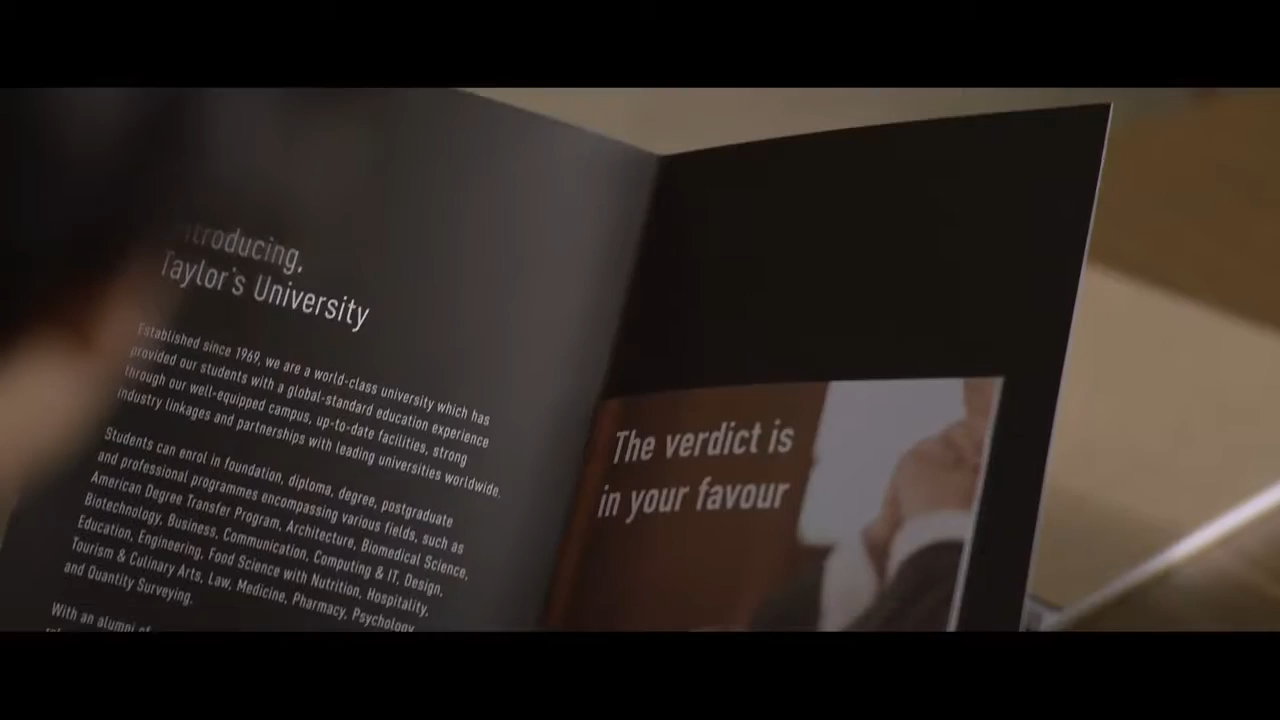 Introducing,
Taylor's University
Established since 1969, we are a world-class university which has
provided our students with a global-standard education experience
through our well-equipped campus, up-to-date facilities, strong
industry linkages and partnerships with leading universities worldwide.
Students can enrol in foundation, diploma, degree, postgraduate
and professional programmes encompassing various fields, such as
American Degree Transfer Program, Architecture, Biomedical Science,
Biotechnology, Business, Communication, Computing & IT, Design,
Education, Engineering, Food Science with Nutrition, Hospitality,
Tourism & Culinary Arts, Law, Medicine, Pharmacy, Psychology
and Quantity Surveying.
With an alumni of
The verdict is
in your favour